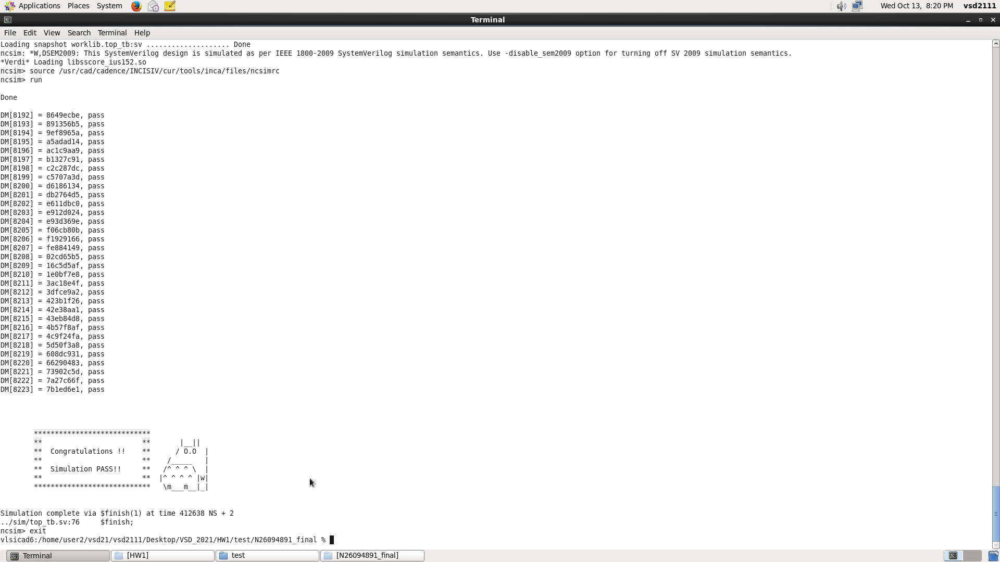 Applications Places System Wed Oct 13, 8:20 PM vsd2111
Terminal
File Edit View Search Terminal Help
Loading snapshot worklib.top_tb:sv .................... Done
ncsim: *W,DSEM2009: This SystemVerilog design is simulated as per IEEE 1800-2009 SystemVerilog simulation semantics. Use -disable_sem2009 option for turning off SV 2009 simulation semantics.
*Verdi* Loading libsscore_ius152.so
ncsim> source /usr/cad/cadence/INCISIV/cur/tools/inca/files/ncsimrc
ncsim> run
Done
DM[8192] = 8649ecbe, pass
DM[8193] = 891356b5, pass
DM[8194] = 9ef8965a, pass
DM[8195] = a5adad14, pass
DM[8196] = ac1c9aa9, pass
DM[8197] = b1327c91, pass
DM[8198] = c2c287dc, pass
DM[8199] = c5707a3d, pass
DM[8200] = d6186134, pass
DM[8201] = db2764d5, pass
DM[8202] = e611dbc0, pass
DM[8203] = e912d024, pass
DM[8204] = e93d369e, pass
DM[8205] = f06cb80b, pass
DM[8206] = f1929166, pass
DM[8207] = fe884149, pass
DM[8208] = 02cd65b5, pass
DM[8209] = 16c5d5af, pass
DM[8210] = 1e0bf7e8, pass
DM[8211] = 3ac18e4f, pass
DM[8212] = 3dfce9a2, pass
DM[8213] = 423b1f26, pass
DM[8214] = 42e38aa1, pass
DM[8215] = 43eb84d8, pass
DM[8216] = 4b57f8af, pass
DM[8217] = 4c9f24fa, pass
DM[8218] = 5d50f3a8, pass
DM[8219] = 608dc931, pass
DM[8220] = 66290483, pass
DM[8221] = 73902c5d, pass
DM[8222] = 7a27c66f, pass
DM[8223] = 7b1ed6e1, pass
****************************
**                        **       |__||
**  Congratulations !!    **      / O.O  |
**                        **    /_____   |
**  Simulation PASS!!     **   /^ ^ ^ \  |
**                        **  |^ ^ ^ ^ |w|
****************************   \m___m__|_|
Simulation complete via $finish(1) at time 412638 NS + 2
../sim/top_tb.sv:76     $finish;
ncsim> exit
vlsicad6:/home/user2/vsd21/vsd2111/Desktop/VSD_2021/HW1/test/N26094891_final %
Terminal [HW1] test [N26094891_final]